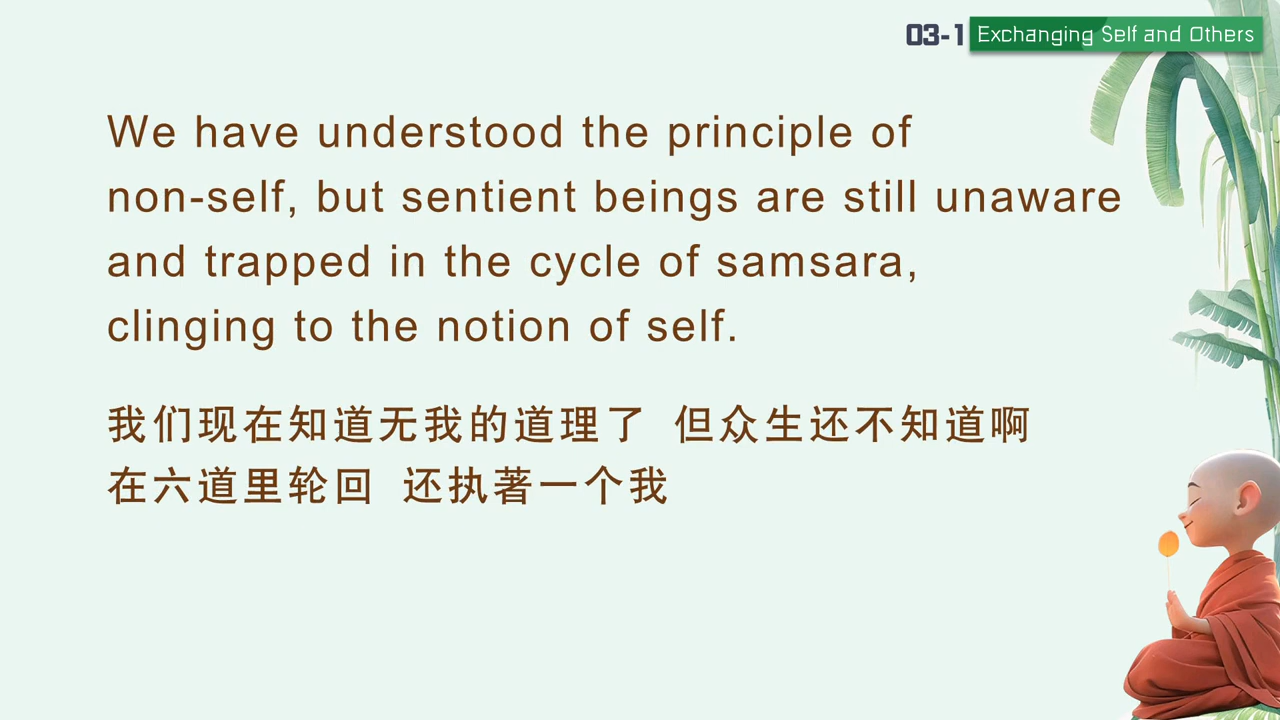 03-1 Exchanging Self and Others
We have understood the principle of
non-self, but sentient beings are still unaware
and trapped in the cycle of samsara,
clinging to the notion of self.
我们现在知道无我的道理了 但众生还不知道啊
在六道里轮回 还执著一个我